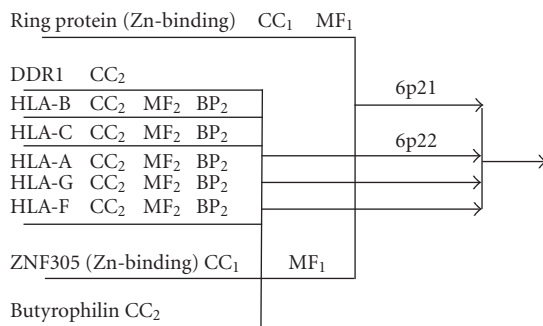 Ring protein (Zn-binding) CC₁ MF₁
DDR1 CC₂
HLA-B CC₂ MF₂ BP₂
6p21
HLA-C CC₂ MF₂ BP₂
6p22
HLA-A CC₂ MF₂ BP₂
HLA-G CC₂ MF₂ BP₂
HLA-F CC₂ MF₂ BP₂
ZNF305 (Zn-binding) CC₁ MF₁
Butyrophilin CC₂